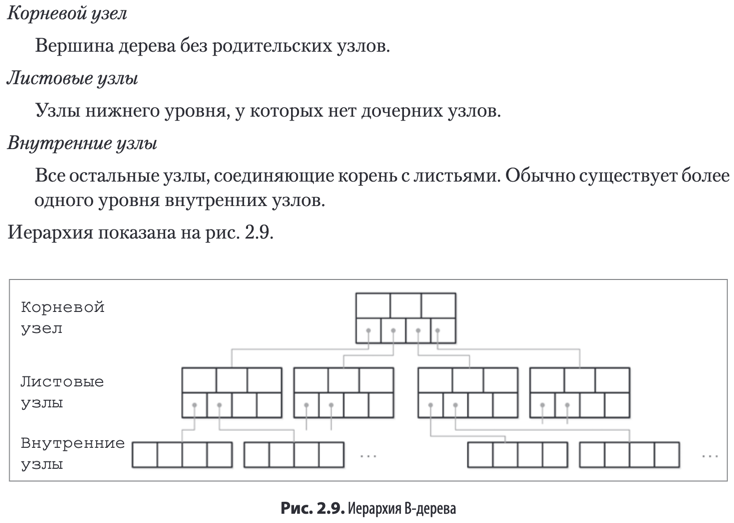 Корневой узел
Вершина дерева без родительских узлов.
Листовые узлы
Узлы нижнего уровня, у которых нет дочерних узлов.
Внутренние узлы
Все остальные узлы, соединяющие корень с листьями. Обычно существует более
одного уровня внутренних узлов.
Иерархия показана на рис. 2.9.
Корневой
узел
Листовые
узлы
Внутренние
узлы
...
...
Рис. 2.9. Иерархия B-дерева